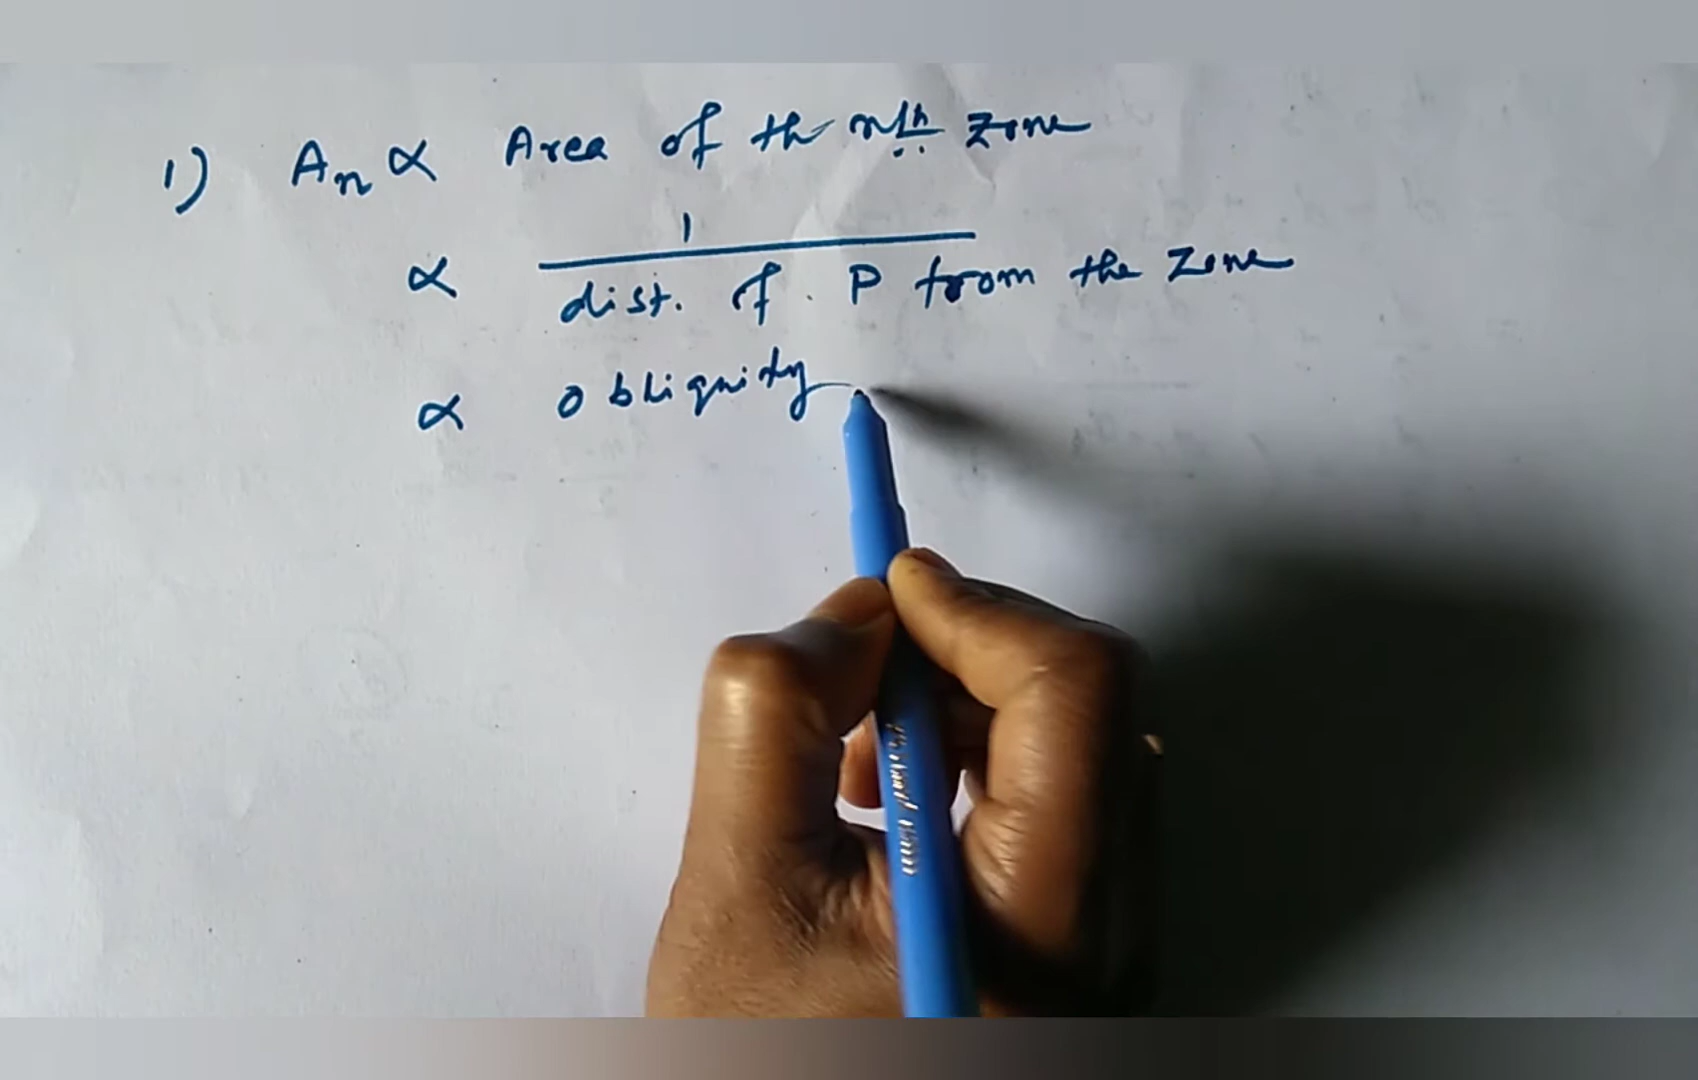 1) An ∝ Area of the nth zone
∝ 1 / dist. of P from the zone
∝ obliquity